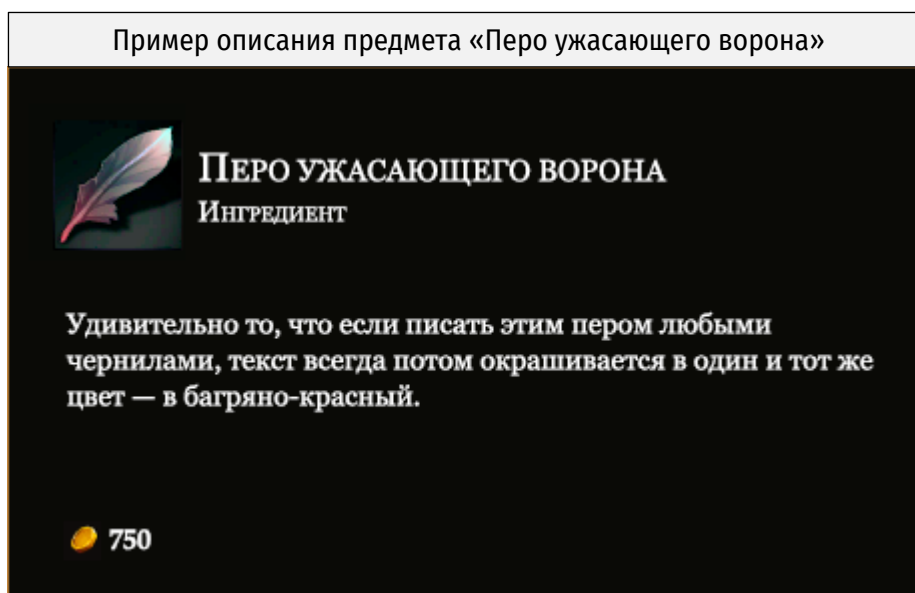 Пример описания предмета «Перо ужасающего ворона»
Перо ужасающего ворона
Ингредиент
Удивительно то, что если писать этим пером любыми
чернилами, текст всегда потом окрашивается в один и тот же
цвет — в багряно-красный.
750